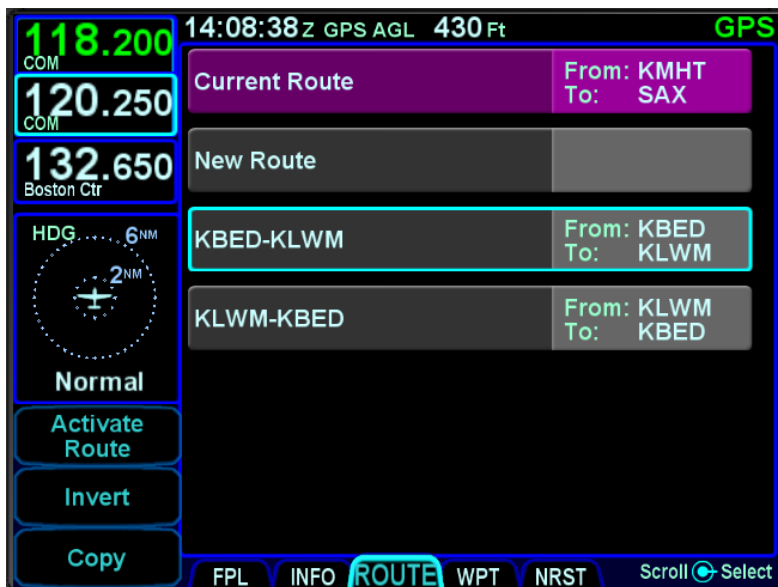 118.200
COM
120.250
COM
132.650
Boston Ctr
HDG 6NM
2NM
Normal
Activate
Route
Invert
Copy
14:08:38 Z GPS AGL 430 Ft GPS
Current Route From: KMHT
To: SAX
New Route
KBED-KLWM From: KBED
To: KLWM
KLWM-KBED From: KLWM
To: KBED
FPL INFO ROUTE WPT NRST Scroll Select